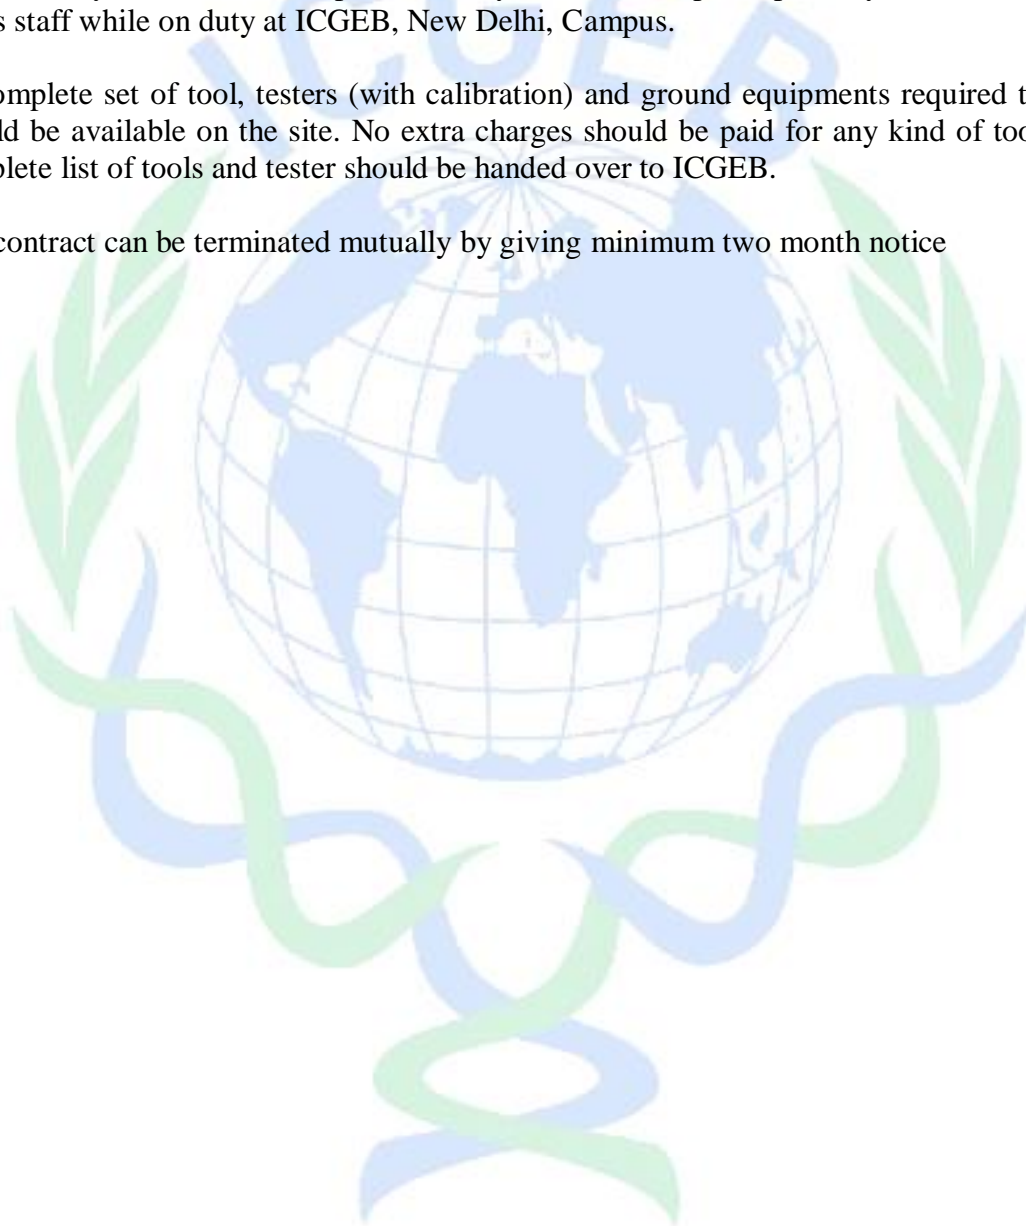 s staff while on duty at ICGEB, New Delhi, Campus.
omplete set of tool, testers (with calibration) and ground equipments required t
ld be available on the site. No extra charges should be paid for any kind of too
plete list of tools and tester should be handed over to ICGEB.
contract can be terminated mutually by giving minimum two month notice
ICGEB